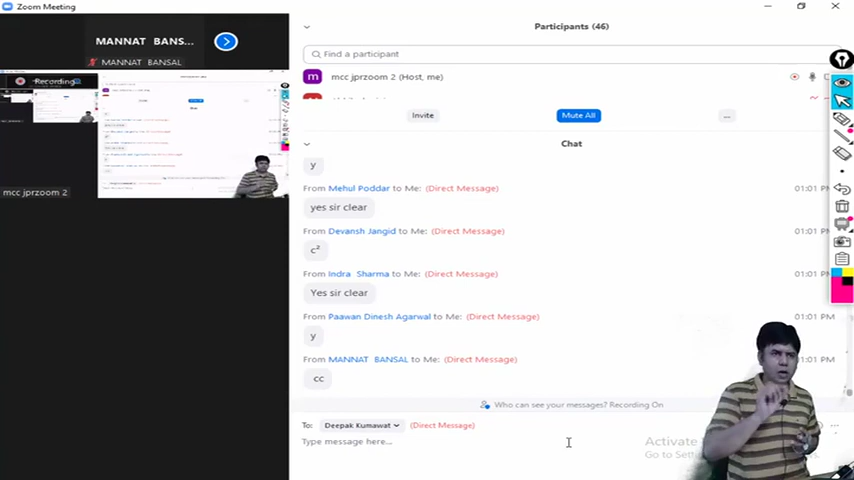 Zoom Meeting
MANNAT BANS...
MANNAT BANSAL
Recording
mcc jprzoom 2
Participants (46)
Find a participant
m mcc jprzoom 2 (Host, me)
Invite
Mute All
...
Chat
y
From Mehul Poddar to Me: (Direct Message) 01:01 PM
yes sir clear
From Devansh Jangid to Me: (Direct Message) 01:01 PM
c²
From Indra Sharma to Me: (Direct Message) 01:01 PM
Yes sir clear
From Paawan Dinesh Agarwal to Me: (Direct Message) 01:01 PM
y
From MANNAT BANSAL to Me: (Direct Message) 01:01 PM
cc
Who can see your messages? Recording On
To: Deepak Kumawat (Direct Message)
Type message here...
Activate
Go to